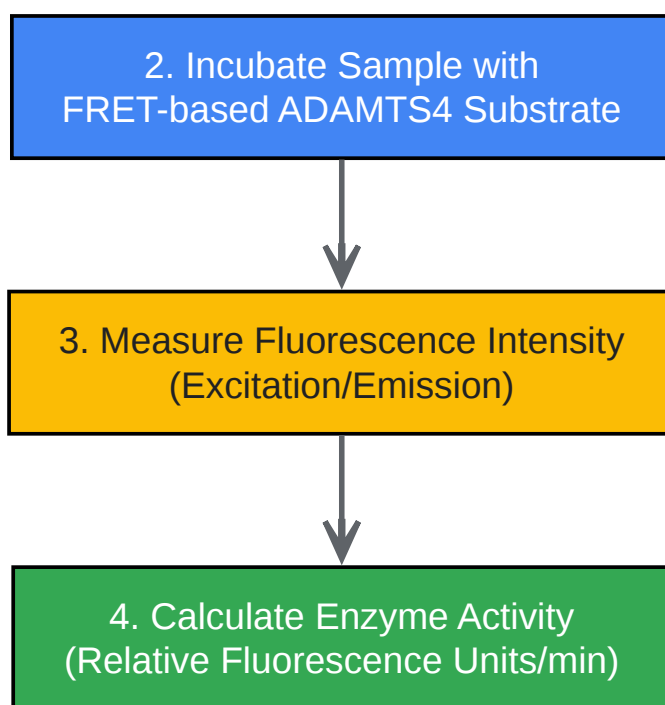 2. Incubate Sample with
FRET-based ADAMTS4 Substrate
3. Measure Fluorescence Intensity
(Excitation/Emission)
4. Calculate Enzyme Activity
(Relative Fluorescence Units/min)